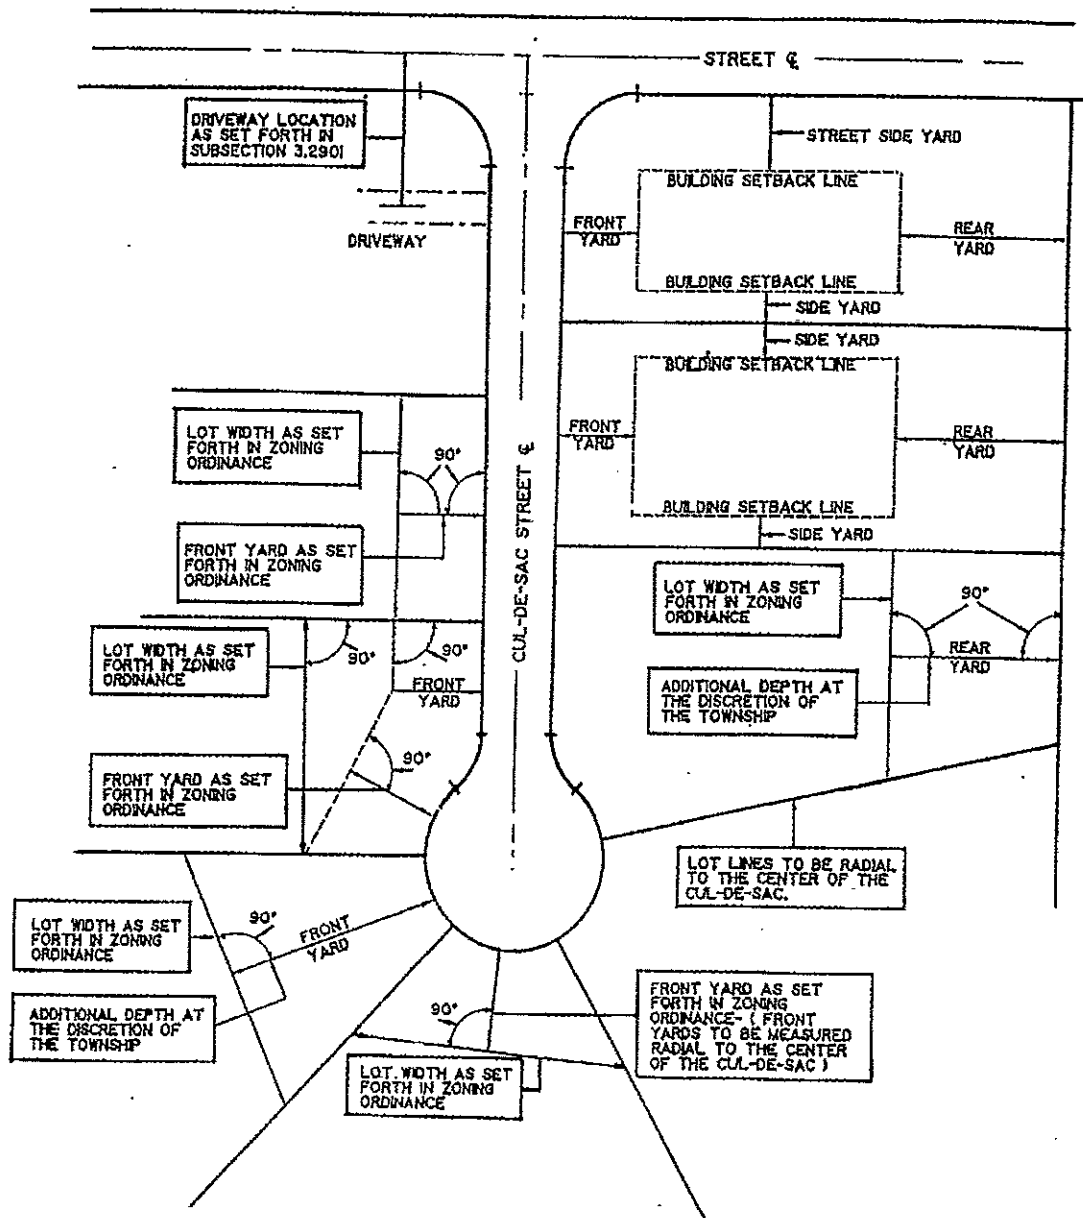 STREET ℄
DRIVEWAY LOCATION
AS SET FORTH IN
SUBSECTION 3.2901
STREET SIDE YARD
BUILDING SETBACK LINE
FRONT
YARD
REAR
YARD
DRIVEWAY
BUILDING SETBACK LINE
SIDE YARD
SIDE YARD
BUILDING SETBACK LINE
LOT WIDTH AS SET
FORTH IN ZONING
ORDINANCE
90°
FRONT
YARD
REAR
YARD
CUL-DE-SAC STREET ℄
BUILDING SETBACK LINE
SIDE YARD
FRONT YARD AS SET
FORTH IN ZONING
ORDINANCE
LOT WIDTH AS SET
FORTH IN ZONING
ORDINANCE
90°
REAR
YARD
LOT WIDTH AS SET
FORTH IN ZONING
ORDINANCE
90°
90°
FRONT
YARD
ADDITIONAL DEPTH AT
THE DISCRETION OF
THE TOWNSHIP
FRONT YARD AS SET
FORTH IN ZONING
ORDINANCE
90°
LOT LINES TO BE RADIAL
TO THE CENTER OF THE
CUL-DE-SAC.
LOT WIDTH AS SET
FORTH IN ZONING
ORDINANCE
90°
FRONT
YARD
ADDITIONAL DEPTH AT
THE DISCRETION OF
THE TOWNSHIP
90°
FRONT YARD AS SET
FORTH IN ZONING
ORDINANCE- ( FRONT
YARDS TO BE MEASURED
RADIAL TO THE CENTER
OF THE CUL-DE-SAC )
LOT WIDTH AS SET
FORTH IN ZONING
ORDINANCE